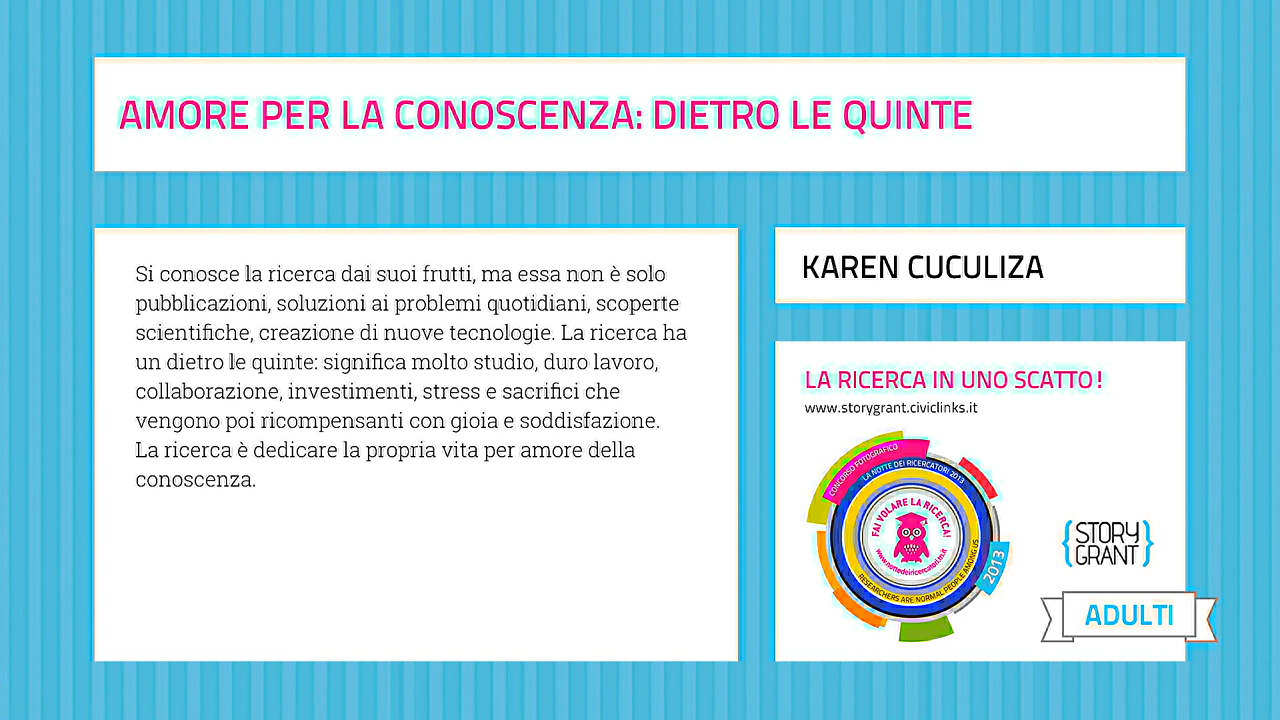 AMORE PER LA CONOSCENZA: DIETRO LE QUINTE
Si conosce la ricerca dai suoi frutti, ma essa non è solo
pubblicazioni, soluzioni ai problemi quotidiani, scoperte
scientifiche, creazione di nuove tecnologie. La ricerca ha
un dietro le quinte: significa molto studio, duro lavoro,
collaborazione, investimenti, stress e sacrifici che
vengono poi ricompensanti con gioia e soddisfazione.
La ricerca è dedicare la propria vita per amore della
conoscenza.
KAREN CUCULIZA
LA RICERCA IN UNO SCATTO!
www.storygrant.civiclinks.it
CONCORSO FOTOGRAFICO
LA NOTTE DEI RICERCATORI 2013
FAI VOLARE LA RICERCA!
www.nottedeiricercatori.tn.it
RESEARCHERS ARE NORMAL PEOPLE AMONG US
2013
{STORY
GRANT}
ADULTI